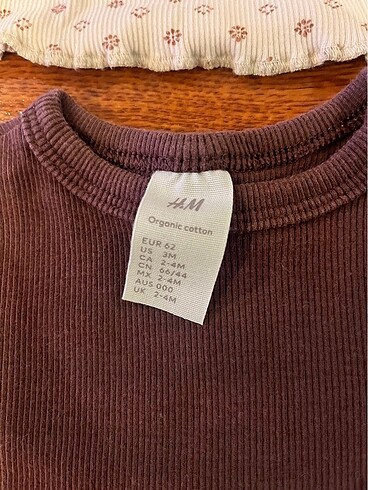 H&M
Organic cotton
EUR 62
US 3M
CA 2-4M
CN 66/44
MX 2-4M
AUS 000
UK 2-4M